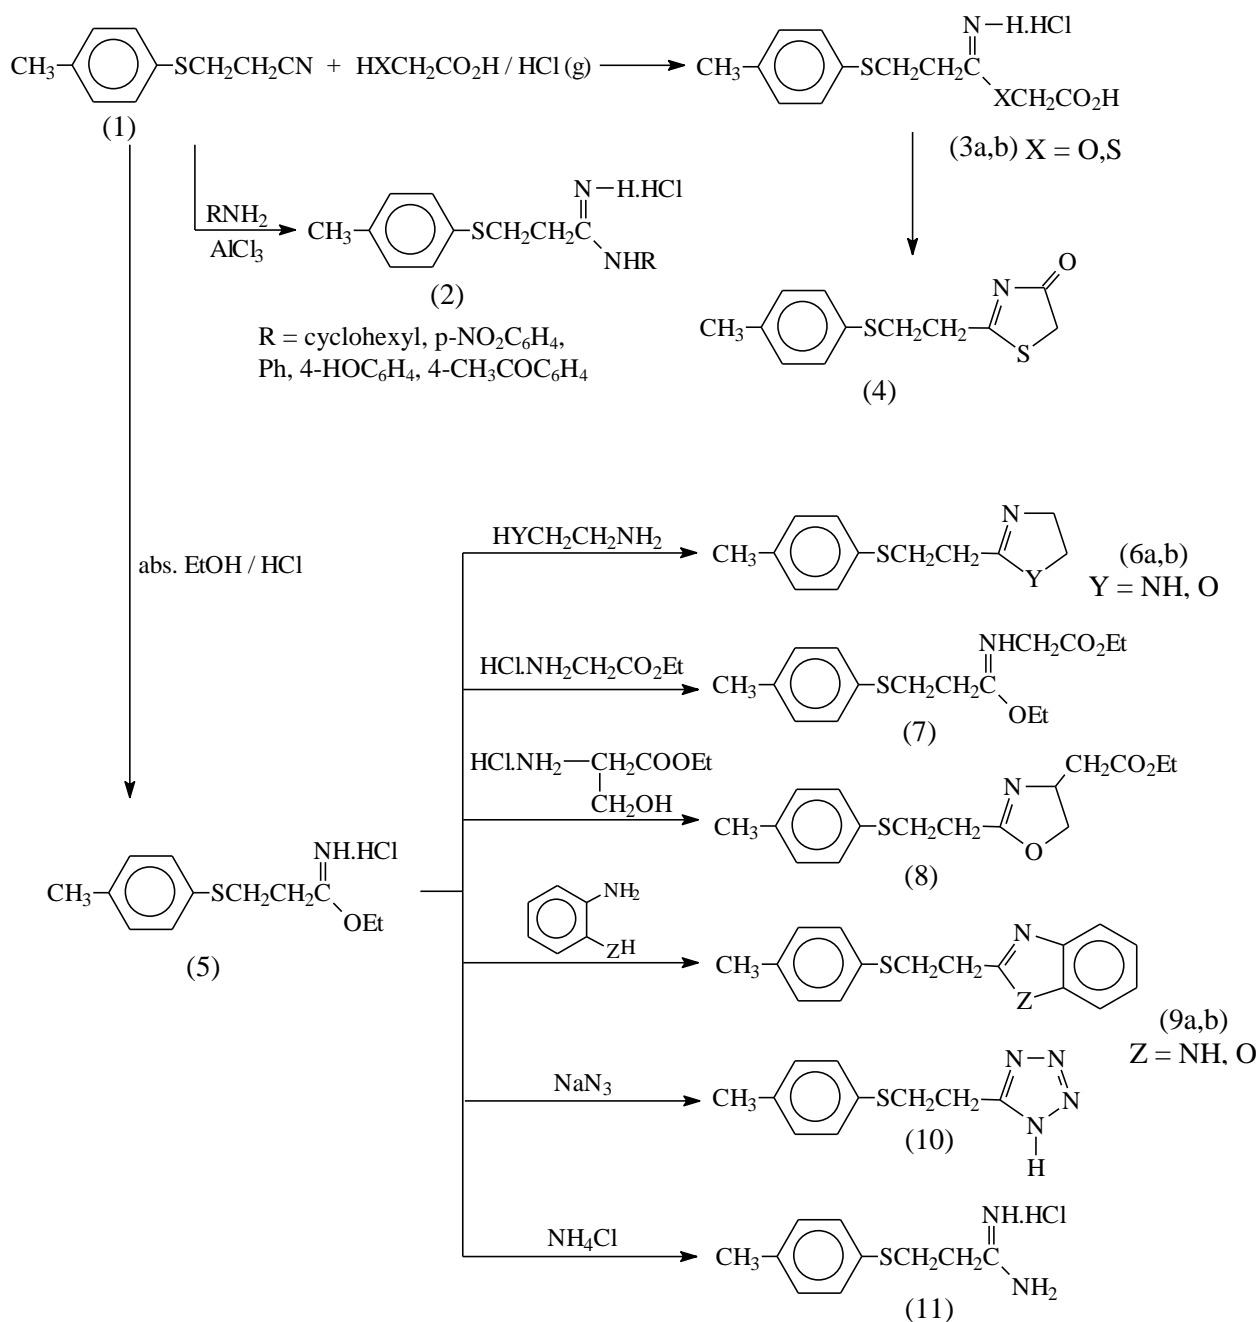 CH₃ SCH₂CH₂CN + HXCH₂CO₂H / HCl (g)
(1)
N–H.HCl
CH₃ SCH₂CH₂C
XCH₂CO₂H
(3a,b) X = O,S
RNH₂
AlCl₃
N–H.HCl
CH₃ SCH₂CH₂C
NHR
(2)
R = cyclohexyl, p-NO₂C₆H₄,
Ph, 4-HOC₆H₄, 4-CH₃COC₆H₄
O
N
CH₃ SCH₂CH₂
S
(4)
abs. EtOH / HCl
NH.HCl
CH₃ SCH₂CH₂C
OEt
(5)
HYCH₂CH₂NH₂
N
CH₃ SCH₂CH₂
Y
(6a,b)
Y = NH, O
HCl.NH₂CH₂CO₂Et
NHCH₂CO₂Et
CH₃ SCH₂CH₂C
OEt
(7)
HCl.NH₂–CH₂COOEt
CH₂OH
CH₂CO₂Et
N
CH₃ SCH₂CH₂
O
(8)
NH₂
ZH
N
CH₃ SCH₂CH₂
Z
(9a,b)
Z = NH, O
NaN₃
N–N
CH₃ SCH₂CH₂ N
N
H
(10)
NH₄Cl
NH.HCl
CH₃ SCH₂CH₂C
NH₂
(11)